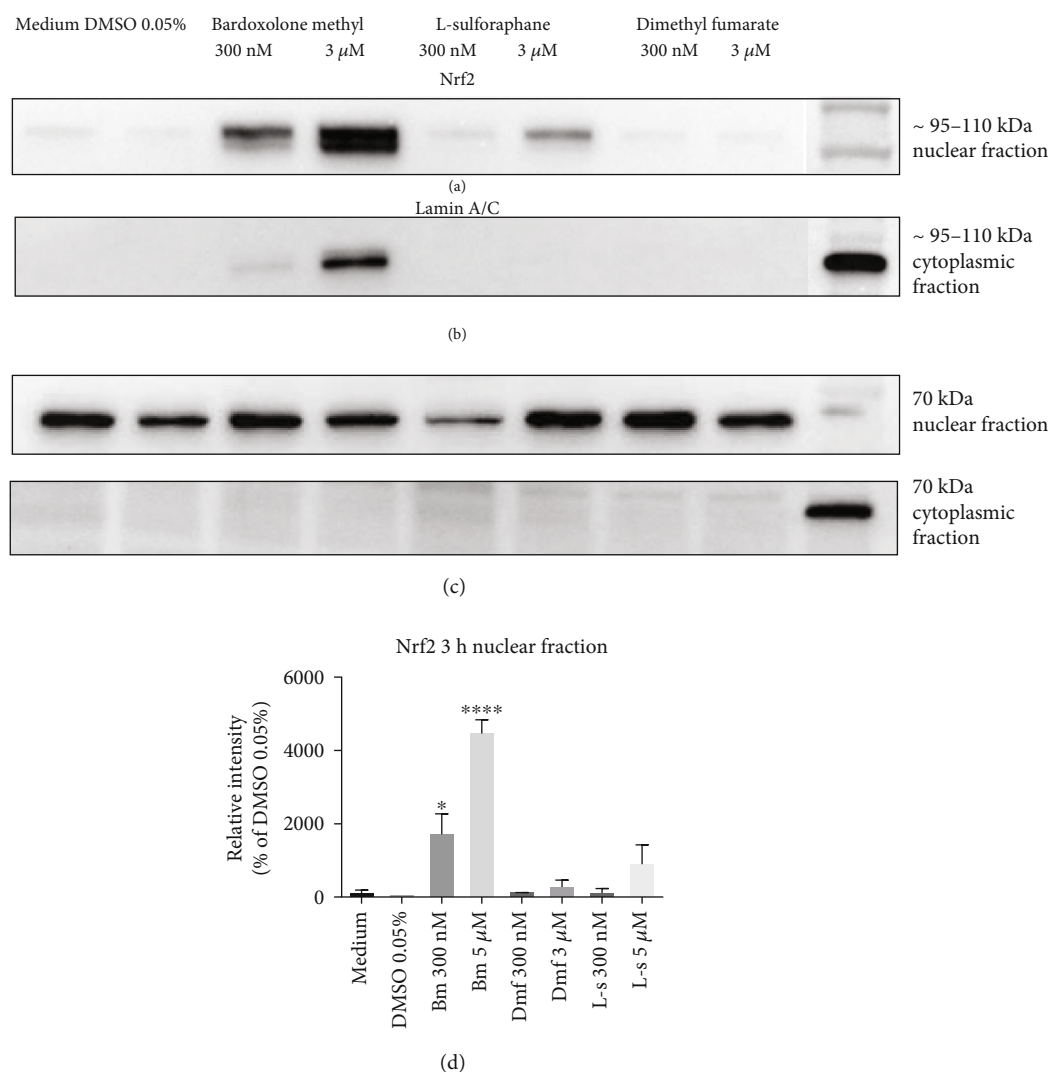 Medium DMSO 0.05% Bardoxolone methyl L-sulforaphane Dimethyl fumarate
300 nM 3 μM 300 nM 3 μM 300 nM 3 μM
Nrf2
~ 95–110 kDa
nuclear fraction
(a)
Lamin A/C
~ 95–110 kDa
cytoplasmic
fraction
(b)
70 kDa
nuclear fraction
70 kDa
cytoplasmic
fraction
(c)
Nrf2 3 h nuclear fraction
Relative intensity
(% of DMSO 0.05%)
6000
4000
2000
0
*
****
Medium
DMSO 0.05%
Bm 300 nM
Bm 5 μM
Dmf 300 nM
Dmf 3 μM
L-s 300 nM
L-s 5 μM
(d)